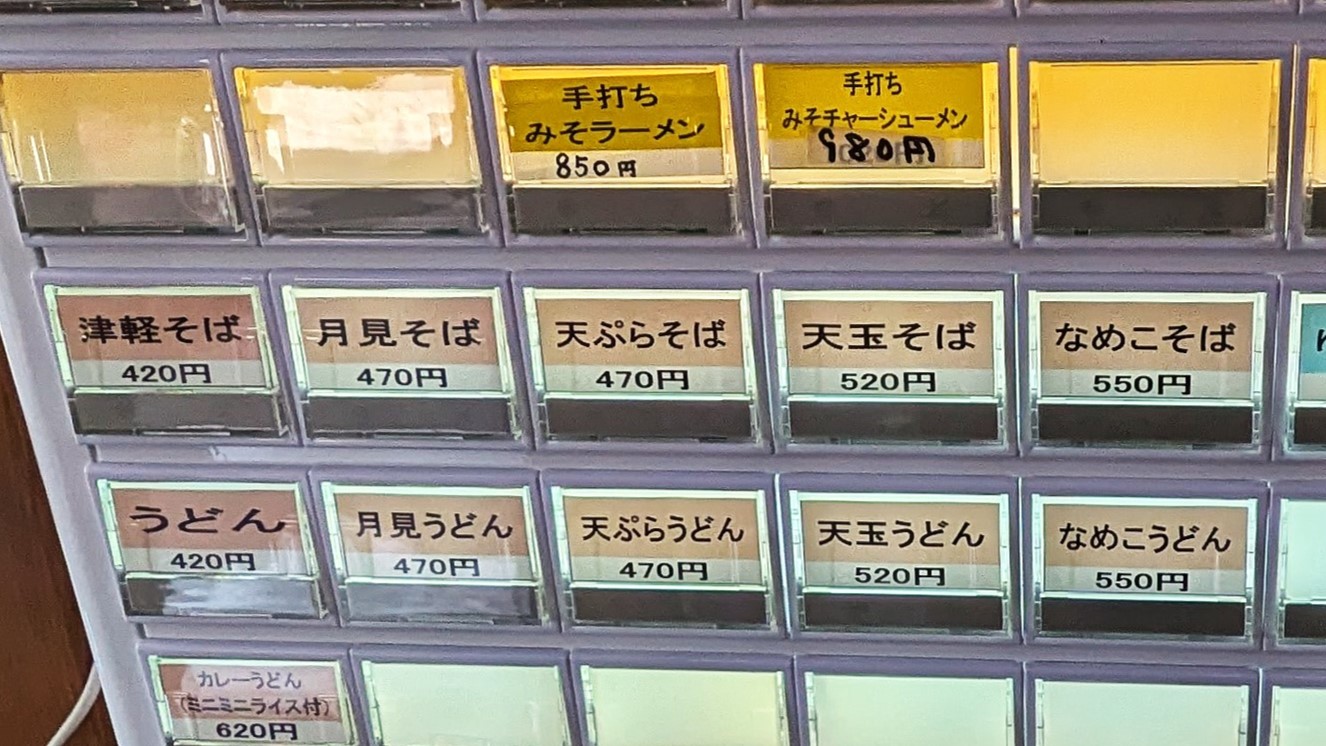 手打ち
みそラーメン
850円
手打ち
みそチャーシューメン
980円
津軽そば
420円
月見そば
470円
天ぷらそば
470円
天玉そば
520円
なめこそば
550円
うどん
420円
月見うどん
470円
天ぷらうどん
470円
天玉うどん
520円
なめこうどん
550円
カレーうどん
(ミニミニライス付)
620円